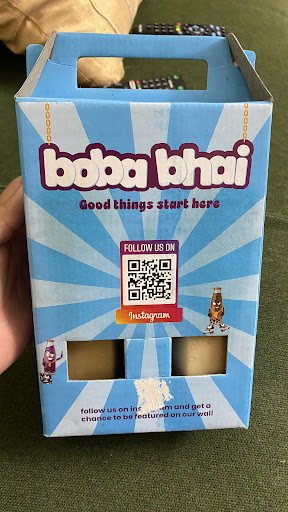 boba bhai
Good things start here
FOLLOW US ON
Instagram
follow us on instagram and get a
chance to be featured on our wall